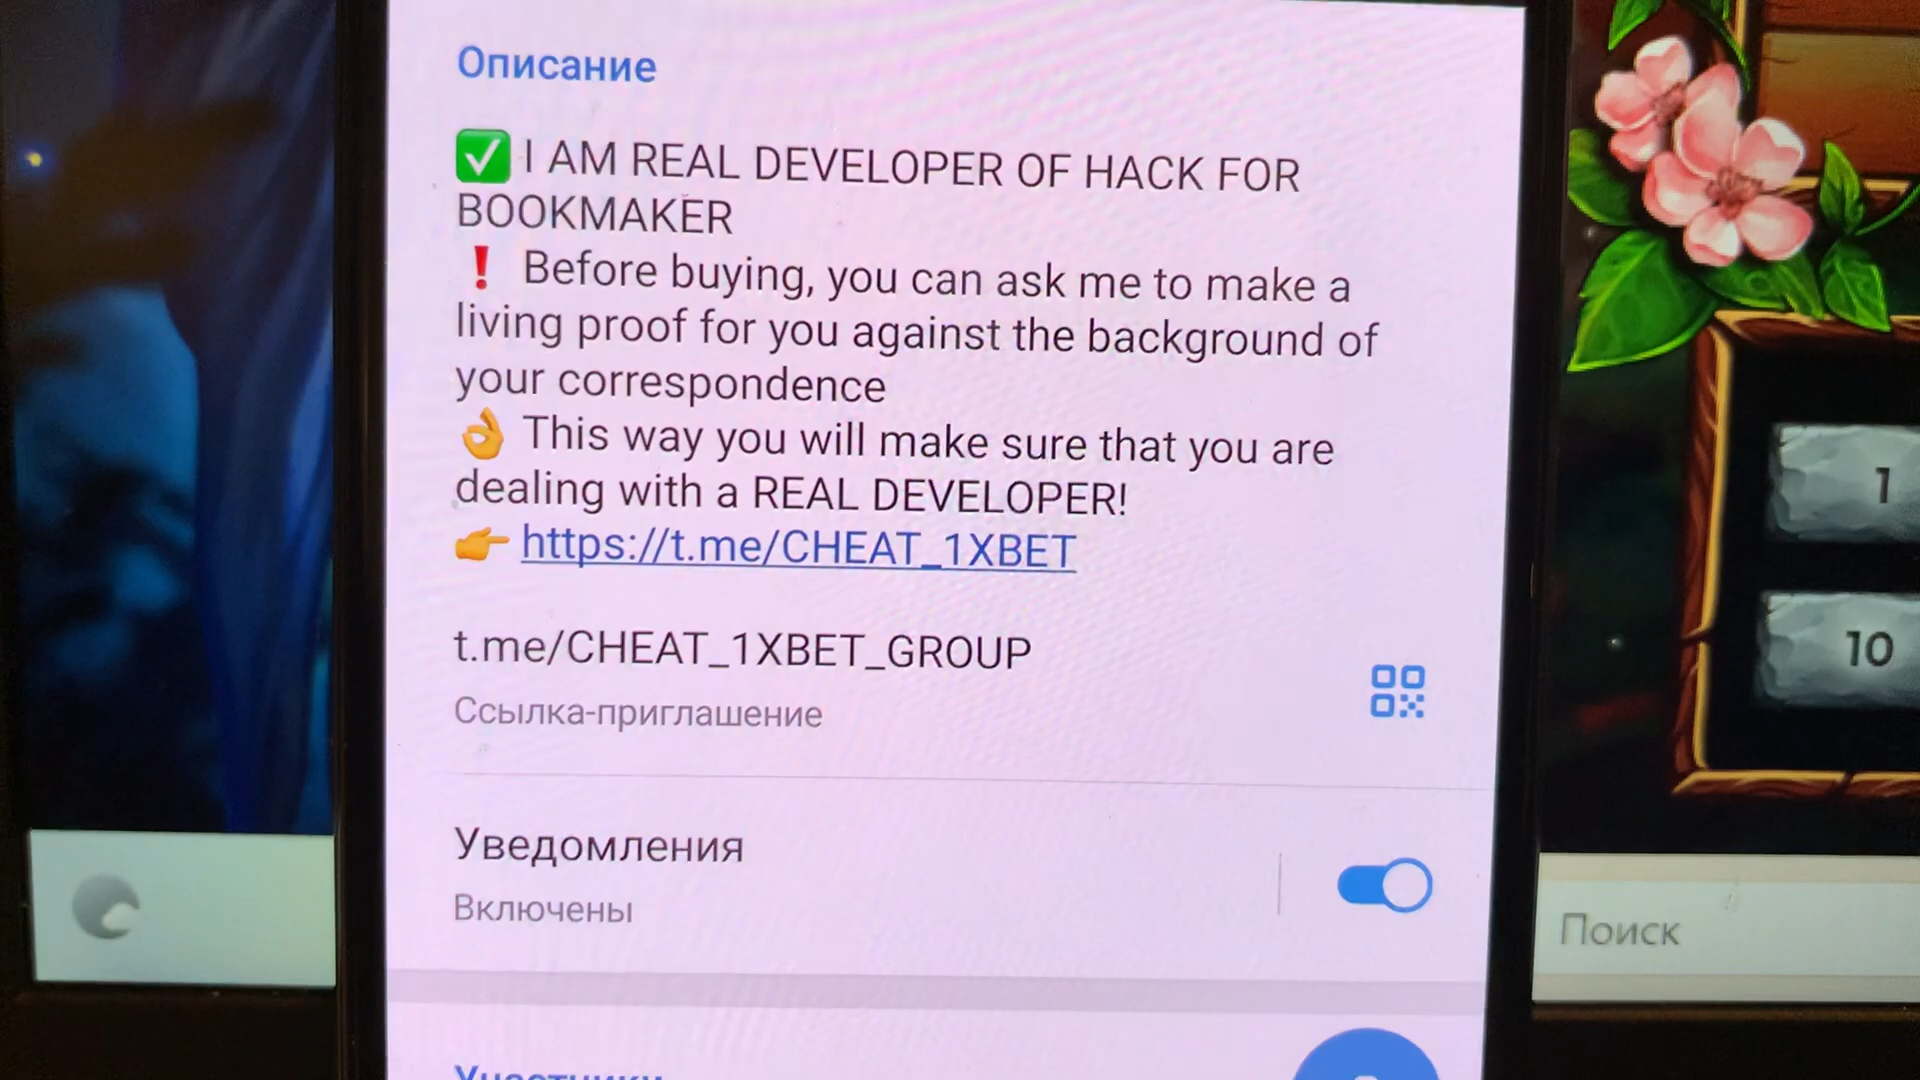 Описание
✅ I AM REAL DEVELOPER OF HACK FOR
BOOKMAKER
❗ Before buying, you can ask me to make a
living proof for you against the background of
your correspondence
👌 This way you will make sure that you are
dealing with a REAL DEVELOPER!
👉 https://t.me/CHEAT_1XBET
t.me/CHEAT_1XBET_GROUP
Ссылка-приглашение
Уведомления
Включены
1
10
Поиск